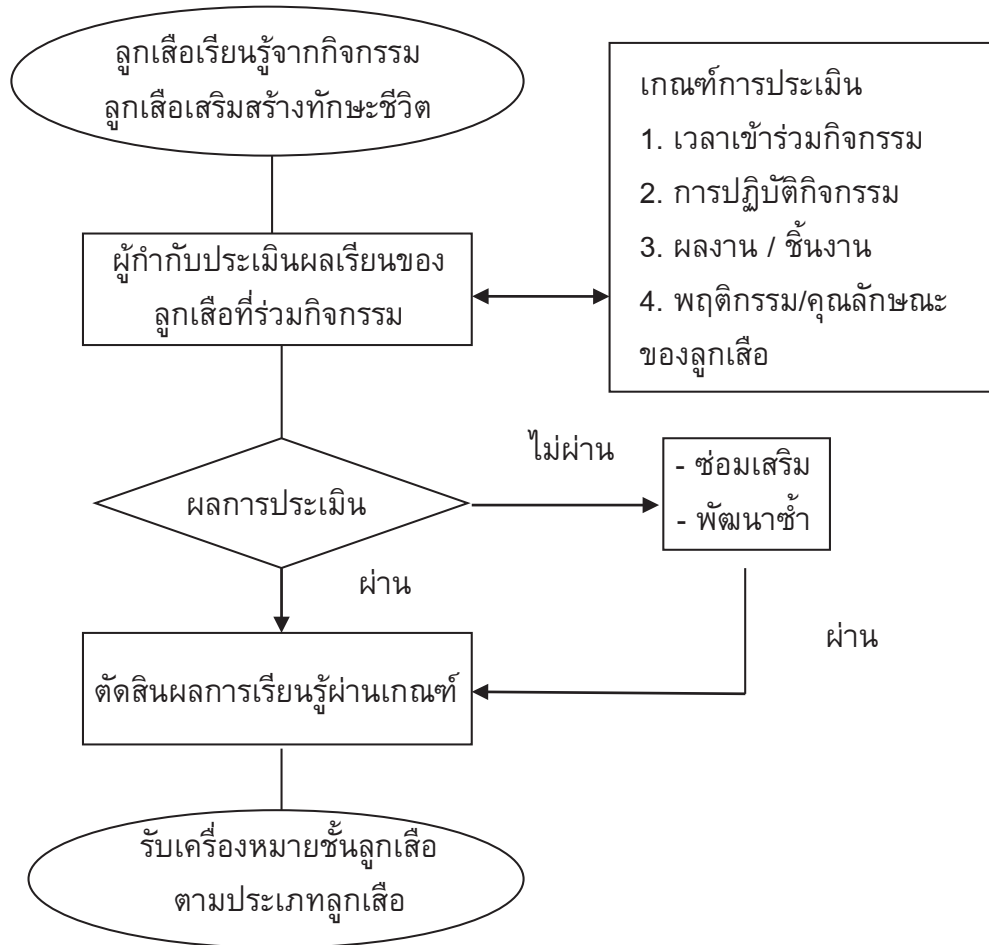 ลูกเสือเรียนรู้จากกิจกรรม
ลูกเสือเสริมสร้างทักษะชีวิต
เกณฑ์การประเมิน
1. เวลาเข้าร่วมกิจกรรม
2. การปฏิบัติกิจกรรม
3. ผลงาน / ชิ้นงาน
4. พฤติกรรม/คุณลักษณะ
ของลูกเสือ
ผู้กำกับประเมินผลเรียนของ
ลูกเสือที่ร่วมกิจกรรม
ผลการประเมิน
ไม่ผ่าน
- ซ่อมเสริม
- พัฒนาซ้ำ
ผ่าน
ผ่าน
ตัดสินผลการเรียนรู้ผ่านเกณฑ์
รับเครื่องหมายชั้นลูกเสือ
ตามประเภทลูกเสือ